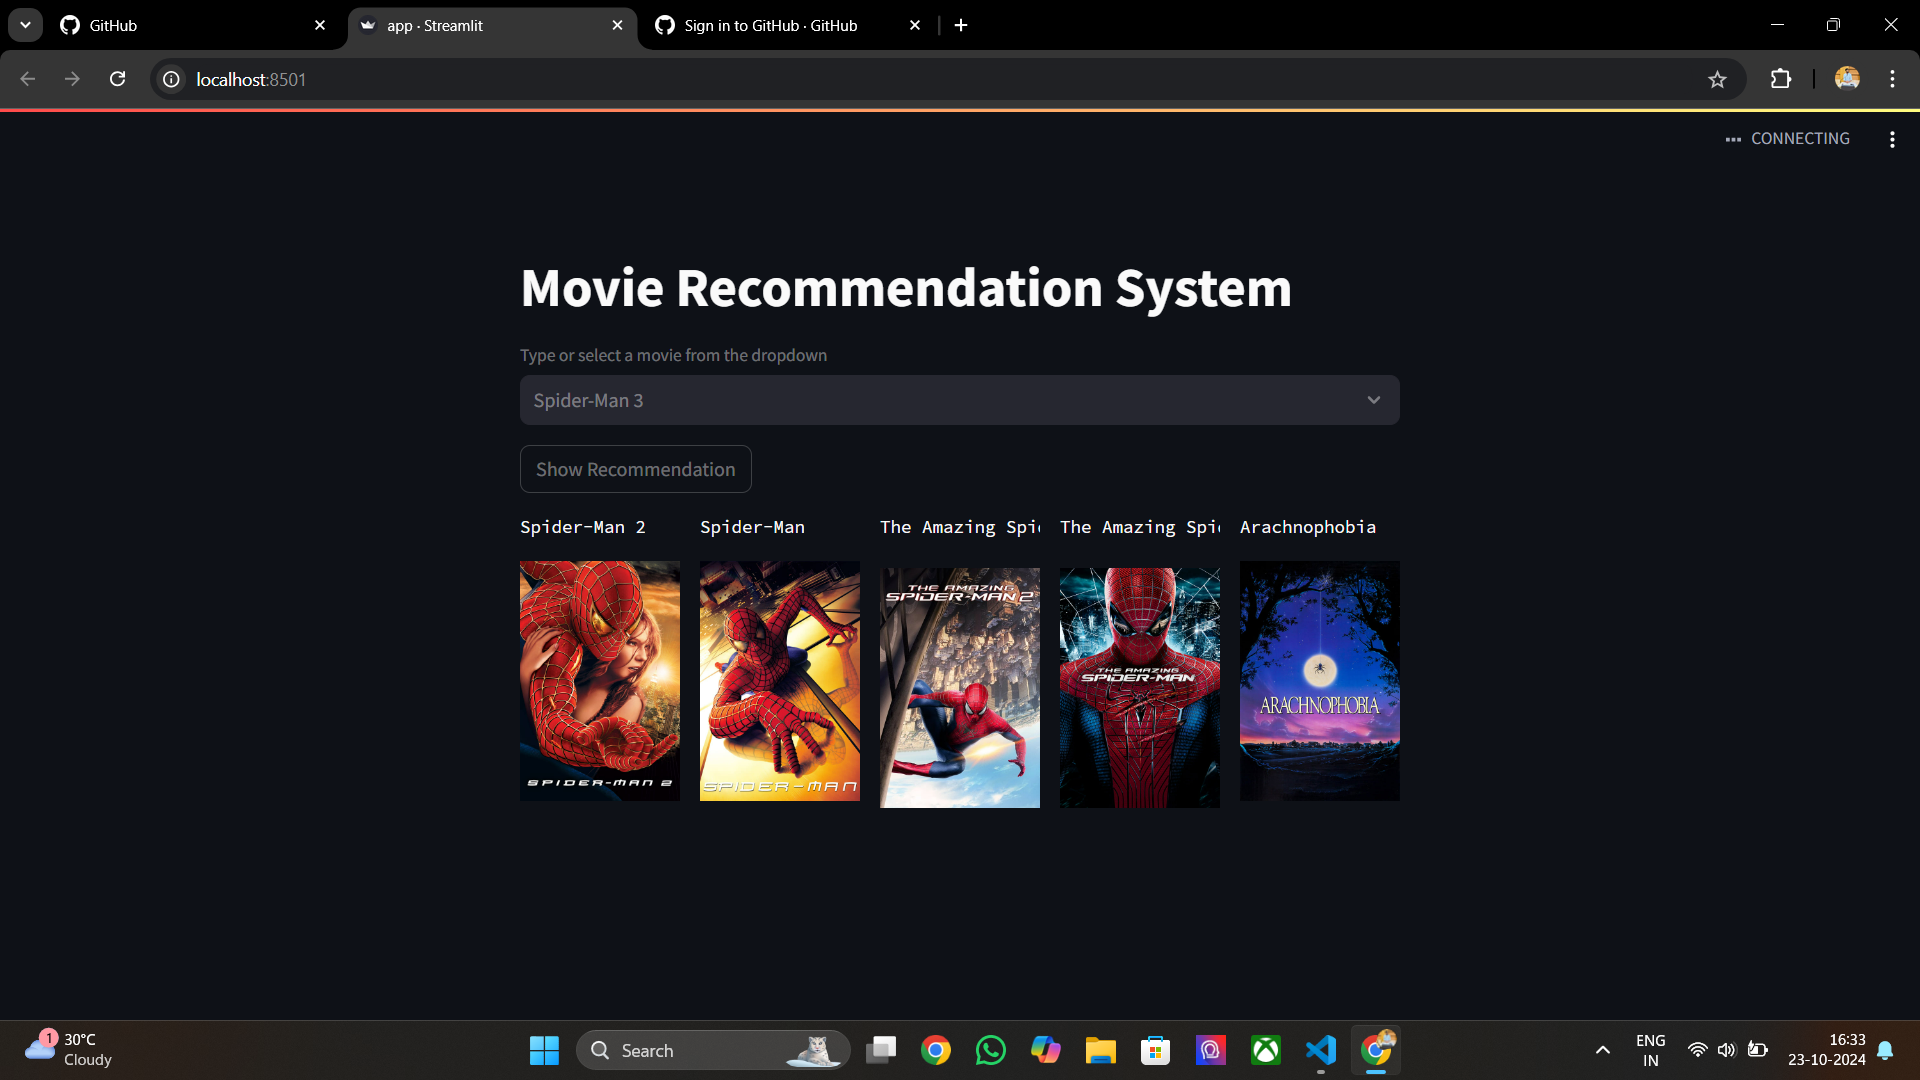 GitHub
app · Streamlit
Sign in to GitHub · GitHub
localhost:8501
CONNECTING
Movie Recommendation System
Type or select a movie from the dropdown
Spider-Man 3
Show Recommendation
Spider-Man 2
Spider-Man
The Amazing Spi
The Amazing Spi
Arachnophobia
SPIDER-MAN 2
SPIDER-MAN
THE AMAZING
SPIDER-MAN 2
THE AMAZING
SPIDER-MAN
ARACHNOPHOBIA
1
30°C
Cloudy
Search
ENG
IN
16:33
23-10-2024